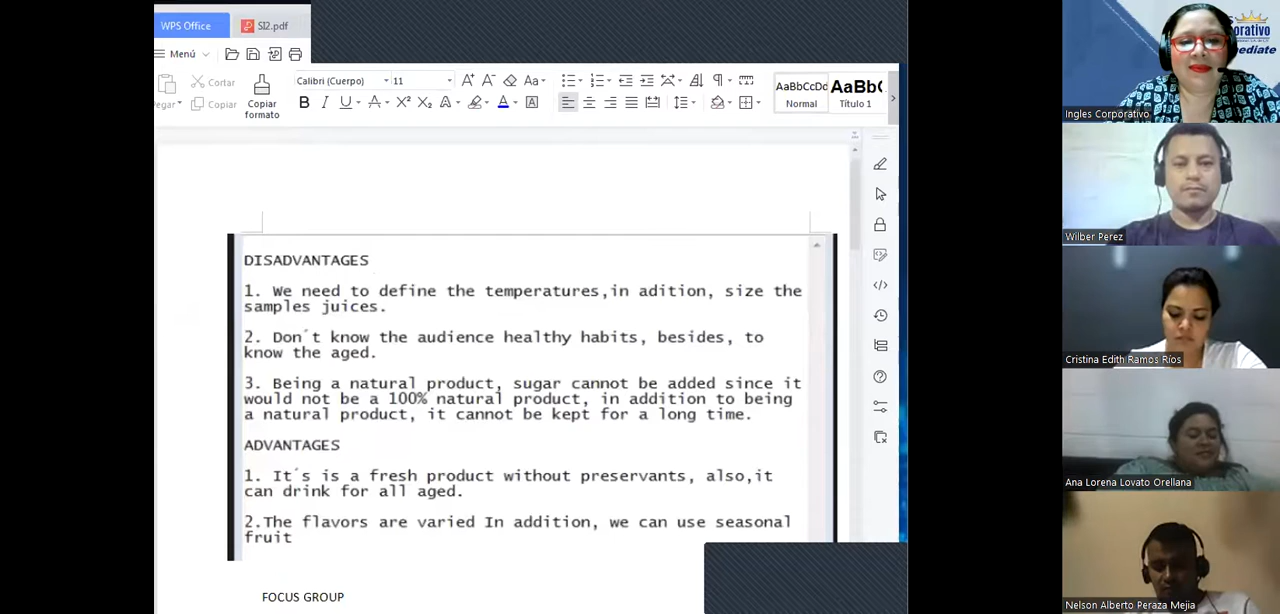 WPS Office
SI2.pdf
Menú
Cortar
Copiar
Copiar formato
Calibri (Cuerpo)
11
Aa
AaBbCcDd
AaBb(
Normal
Título 1
DISADVANTAGES
1. We need to define the temperatures,in adition, size the
samples juices.
2. Don´t know the audience healthy habits, besides, to
know the aged.
3. Being a natural product, sugar cannot be added since it
would not be a 100% natural product, in addition to being
a natural product, it cannot be kept for a long time.
ADVANTAGES
1. It´s is a fresh product without preservants, also,it
can drink for all aged.
2.The flavors are varied In addition, we can use seasonal
fruit
FOCUS GROUP
Ingles Corporativo
Wilber Perez
Cristina Edith Ramos Ríos
Ana Lorena Lovato Orellana
Nelson Alberto Peraza Mejia